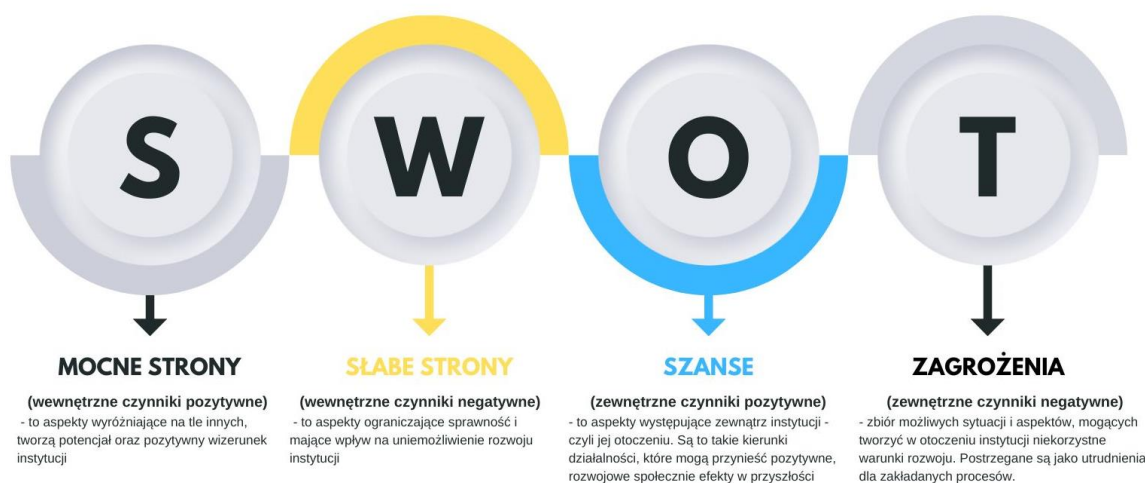 S
W
O
T
MOCNE STRONY
(wewnętrzne czynniki pozytywne)
- to aspekty wyróżniające na tle innych,
tworzą potencjał oraz pozytywny wizerunek
instytucji
SŁABE STRONY
(wewnętrzne czynniki negatywne)
- to aspekty ograniczające sprawność i
mające wpływ na uniemożliwienie rozwoju
instytucji
SZANSE
(zewnętrzne czynniki pozytywne)
- to aspekty występujące zewnątrz instytucji -
czyli jej otoczeniu. Są to takie kierunki
działalności, które mogą przynieść pozytywne,
rozwojowe społecznie efekty w przyszłości
ZAGROŻENIA
(zewnętrzne czynniki negatywne)
- zbiór możliwych sytuacji i aspektów, mogących
tworzyć w otoczeniu instytucji niekorzystne
warunki rozwoju. Postrzegane są jako utrudnienia
dla zakładanych procesów.